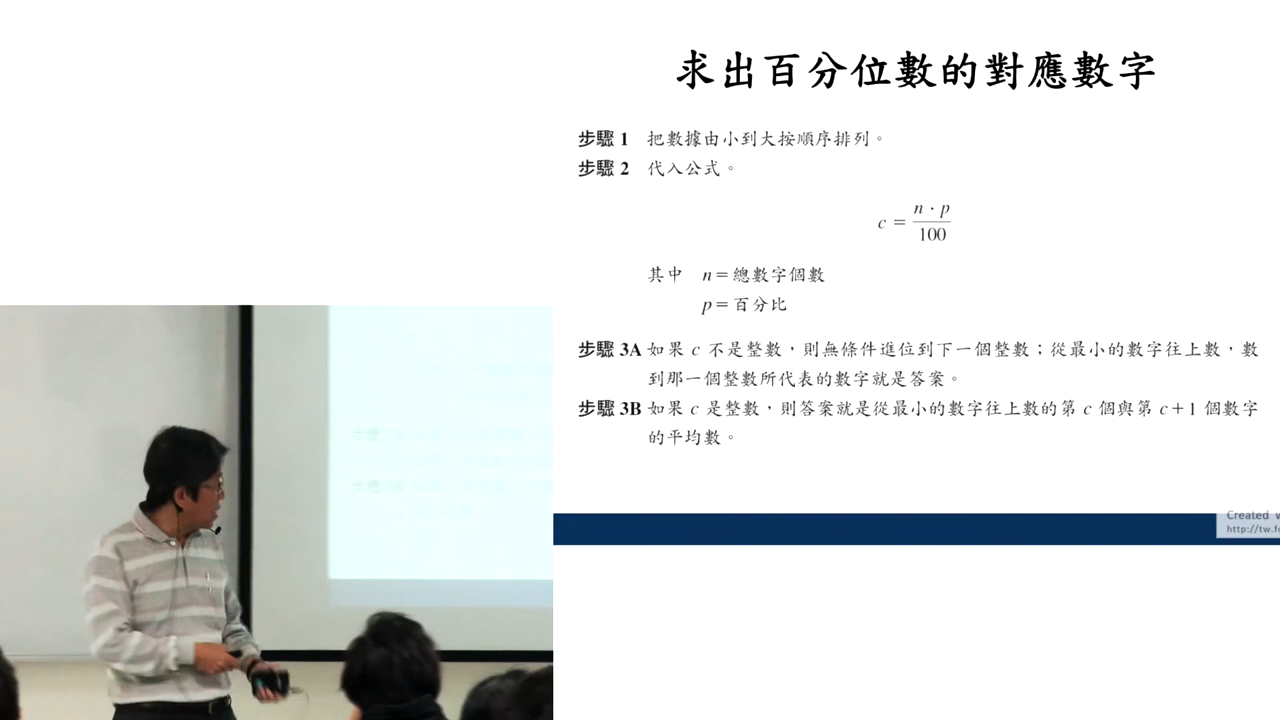 求出百分位數的對應數字
步驟 1 把數據由小到大按順序排列。
步驟 2 代入公式。
c = n · p / 100
其中 n = 總數字個數
p = 百分比
步驟 3A 如果 c 不是整數,則無條件進位到下一個整數;從最小的數字往上數,數
到那一個整數所代表的數字就是答案。
步驟 3B 如果 c 是整數,則答案就是從最小的數字往上數的第 c 個與第 c+1 個數字
的平均數。
Created
http://tw.fo